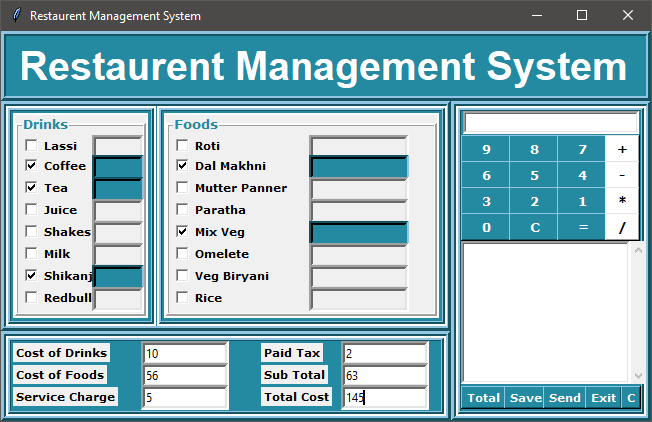 Restaurent Management System
Restaurent Management System
Drinks
Lassi
Coffee
Tea
Juice
Shakes
Milk
Shikanj
Redbull
Foods
Roti
Dal Makhni
Mutter Panner
Paratha
Mix Veg
Omelete
Veg Biryani
Rice
9 8 7 +
6 5 4 -
3 2 1 *
0 C = /
Cost of Drinks 10 Paid Tax 2
Cost of Foods 56 Sub Total 63
Service Charge 5 Total Cost 145
Total Save Send Exit C